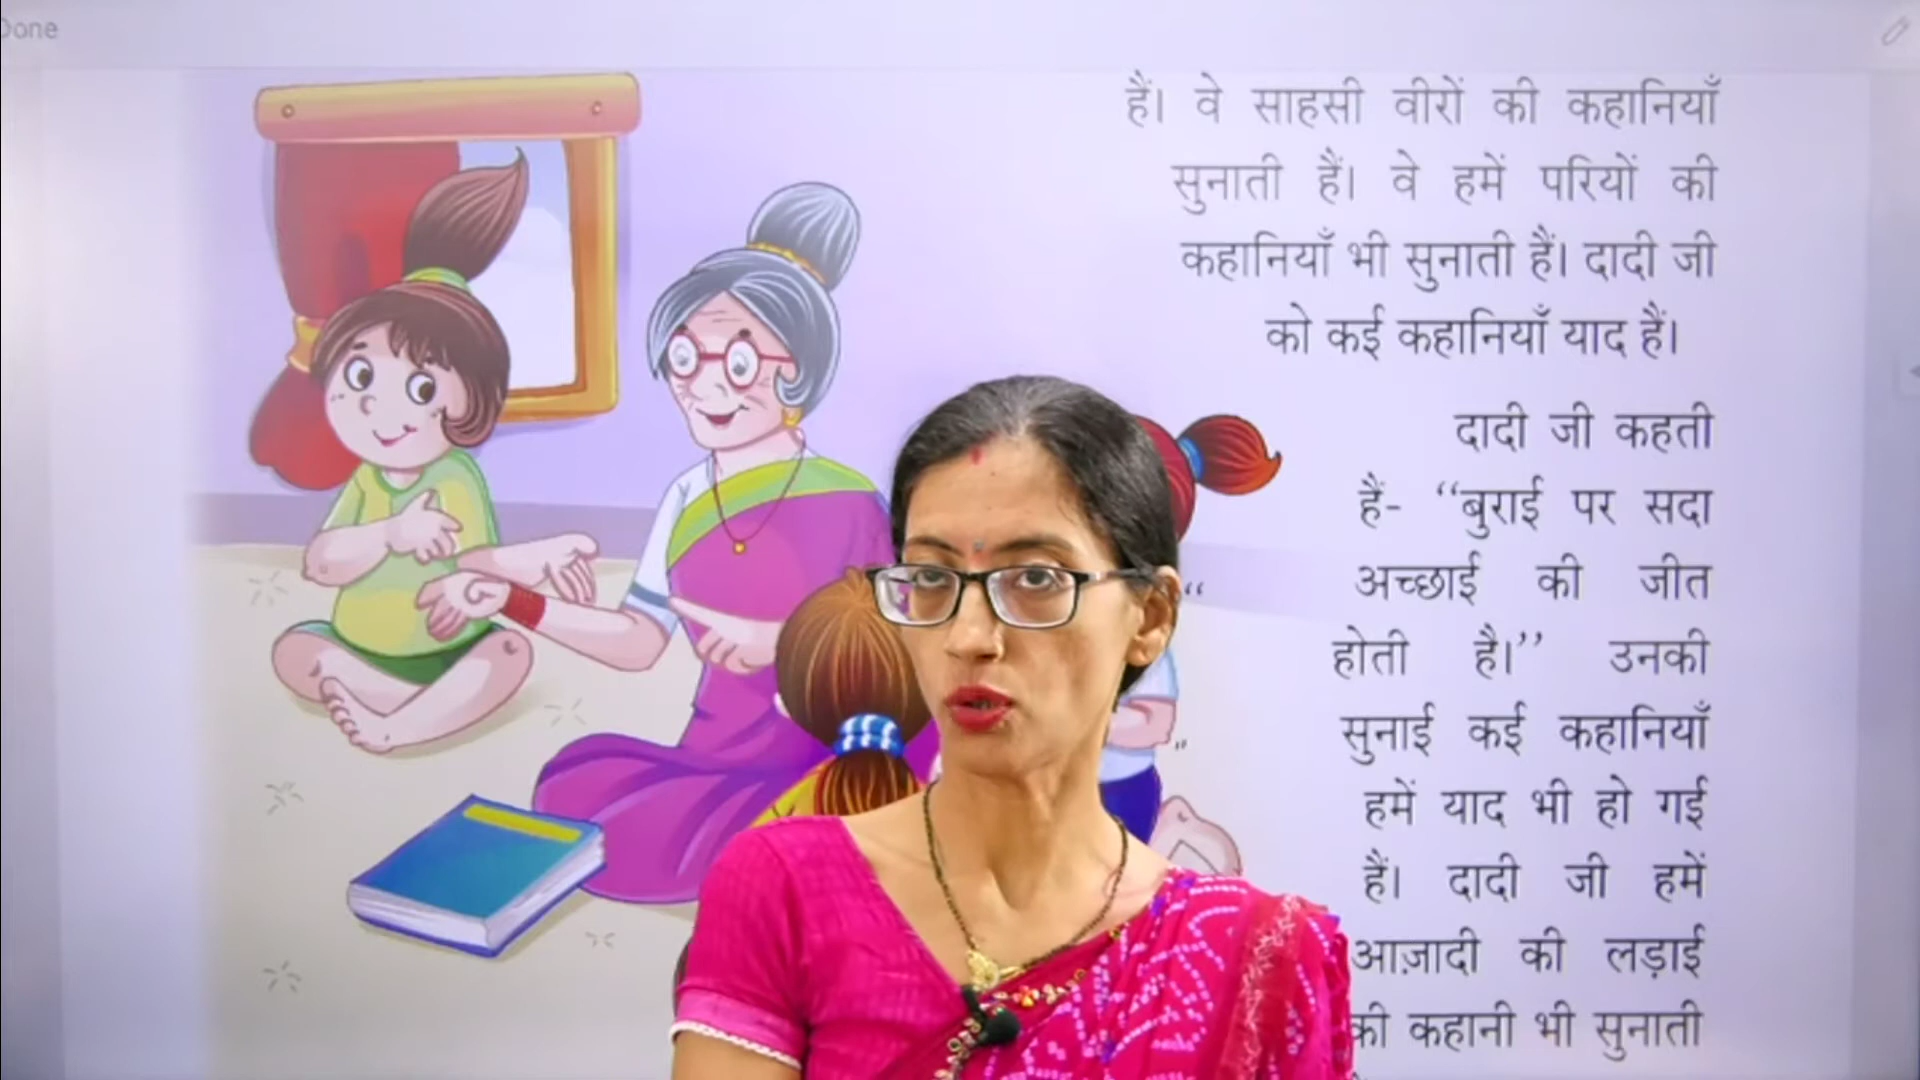 Done
हैं। वे साहसी वीरों की कहानियाँ
सुनाती हैं। वे हमें परियों की
कहानियाँ भी सुनाती हैं। दादी जी
को कई कहानियाँ याद हैं।
दादी जी कहती
हैं- “बुराई पर सदा
अच्छाई की जीत
होती है।” उनकी
सुनाई कई कहानियाँ
हमें याद भी हो गई
हैं। दादी जी हमें
आज़ादी की लड़ाई
की कहानी भी सुनाती